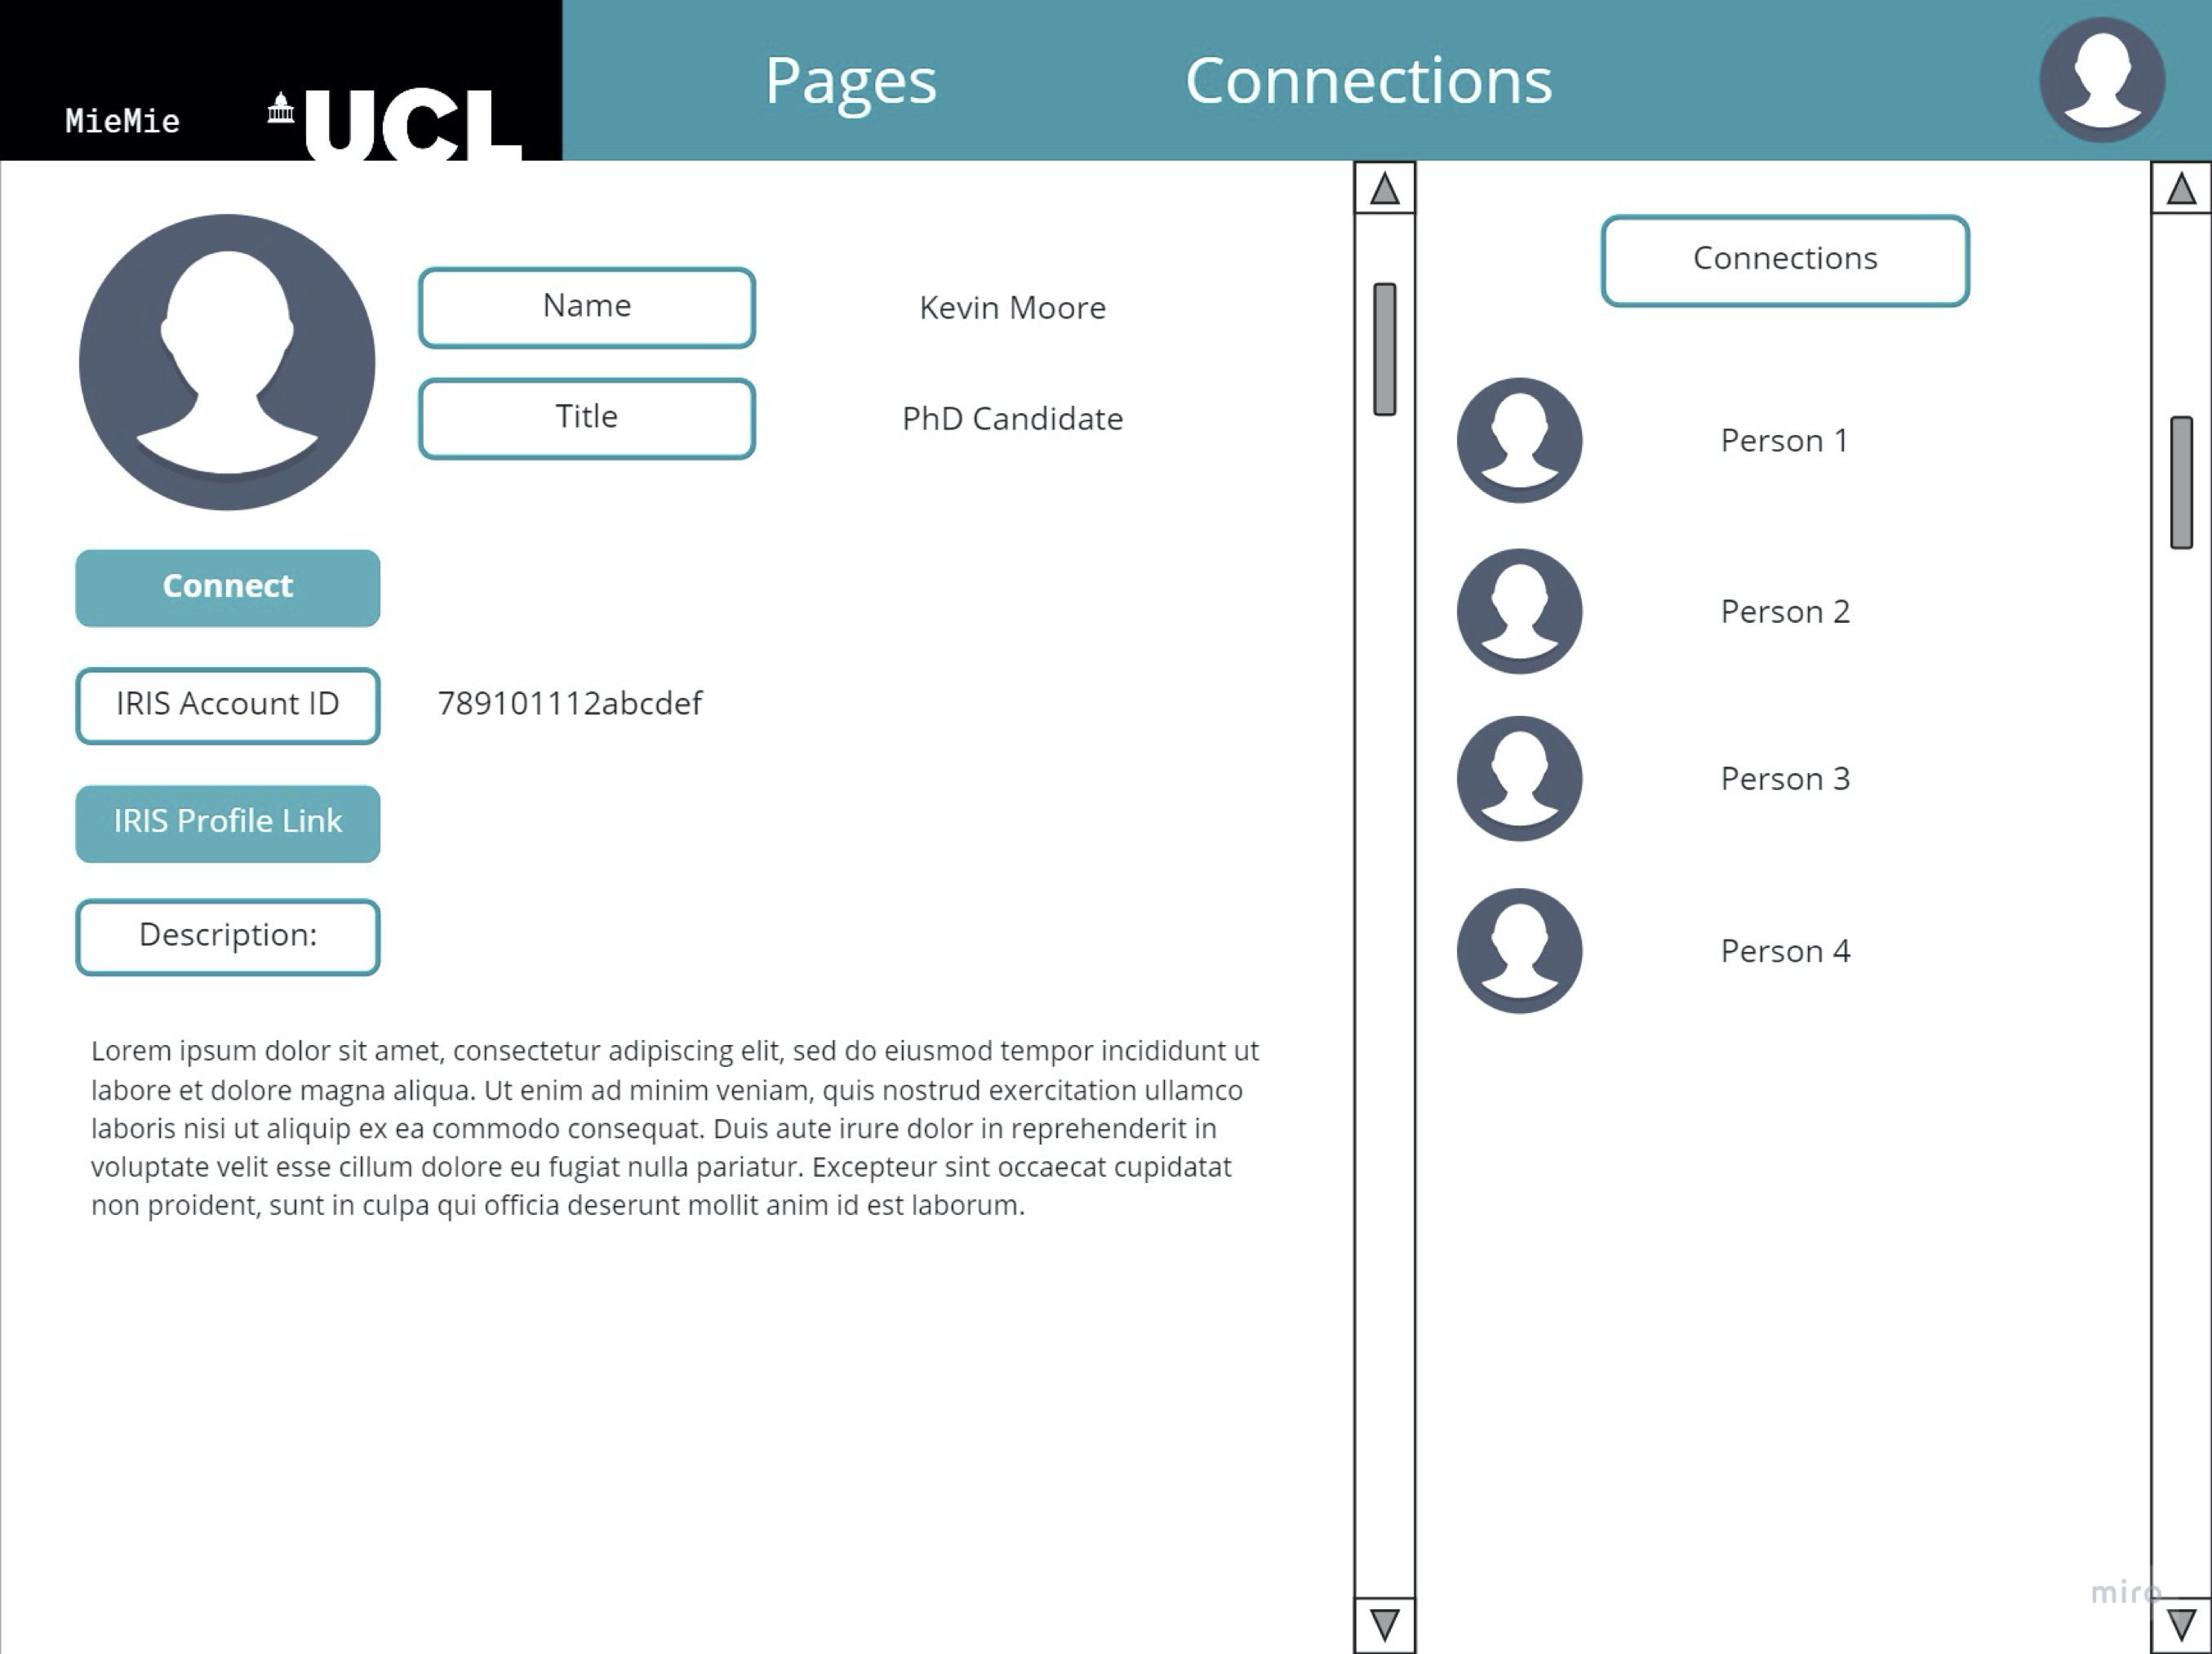 MieMie
UCL
Pages
Connections
Name
Kevin Moore
Title
PhD Candidate
Connect
IRIS Account ID
789101112abcdef
IRIS Profile Link
Description:
Lorem ipsum dolor sit amet, consectetur adipiscing elit, sed do eiusmod tempor incididunt ut
labore et dolore magna aliqua. Ut enim ad minim veniam, quis nostrud exercitation ullamco
laboris nisi ut aliquip ex ea commodo consequat. Duis aute irure dolor in reprehenderit in
voluptate velit esse cillum dolore eu fugiat nulla pariatur. Excepteur sint occaecat cupidatat
non proident, sunt in culpa qui officia deserunt mollit anim id est laborum.
Connections
Person 1
Person 2
Person 3
Person 4
miro